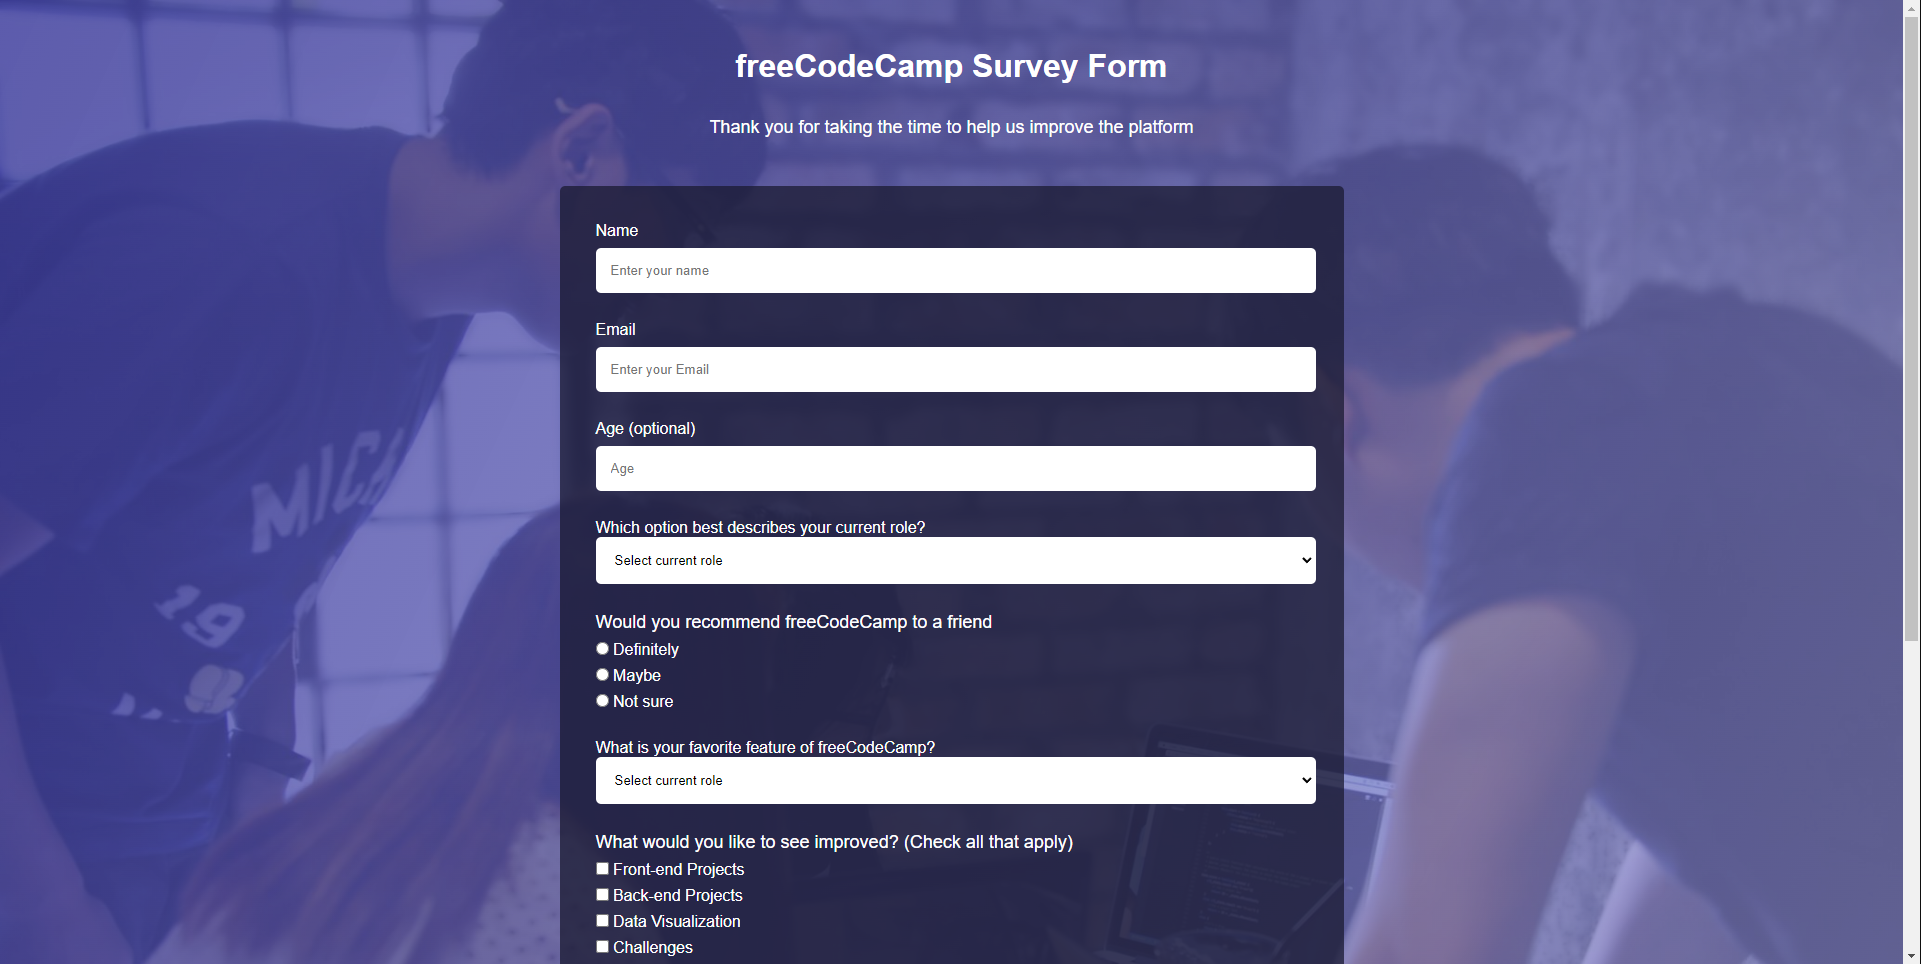 freeCodeCamp Survey Form
Thank you for taking the time to help us improve the platform
Name
Enter your name
Email
Enter your Email
Age (optional)
Age
Which option best describes your current role?
Select current role
Would you recommend freeCodeCamp to a friend
Definitely
Maybe
Not sure
What is your favorite feature of freeCodeCamp?
Select current role
What would you like to see improved? (Check all that apply)
Front-end Projects
Back-end Projects
Data Visualization
Challenges
MICH
19